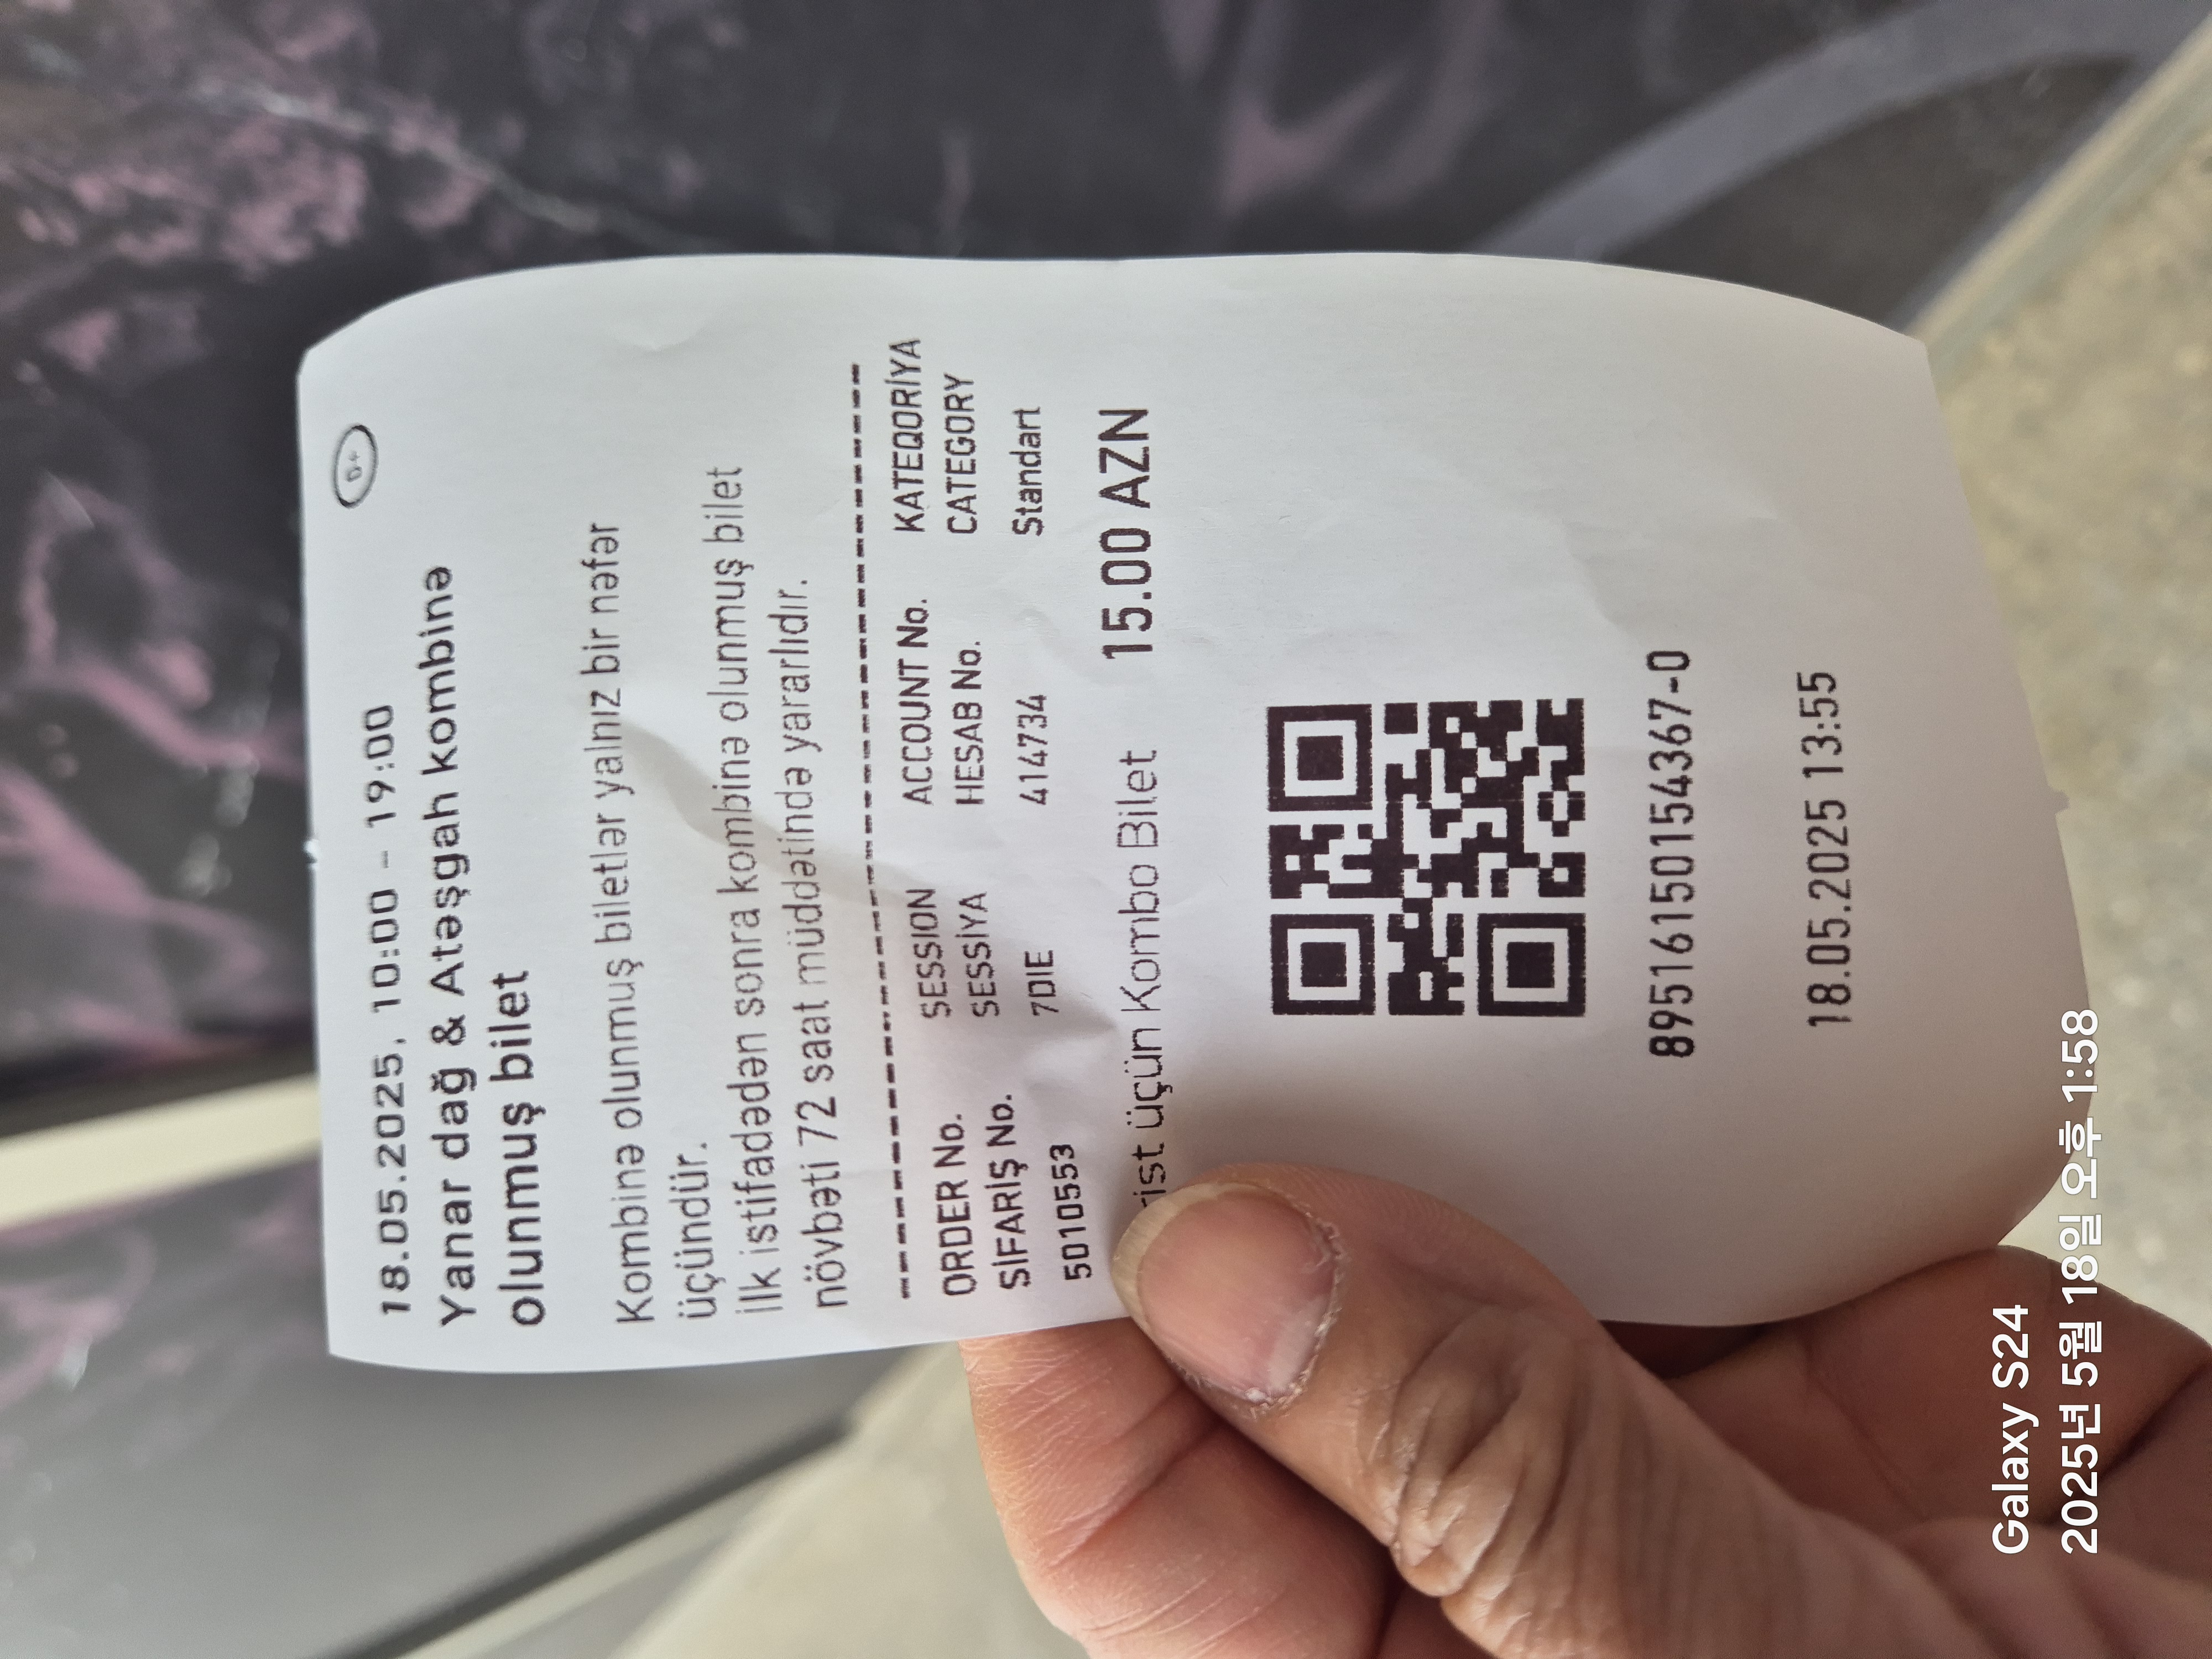 0+
18.05.2025, 10:00 - 19:00
Yanar dağ & Atəşgah kombinə
olunmuş bilet
Kombinə olunmuş biletlər yalnız bir nəfər
üçündür.
İlk istifadədən sonra kombinə olunmuş bilet
növbəti 72 saat müddətində yararlıdır.
ORDER No. SESSION ACCOUNT No. KATEQORİYA
SİFARİŞ No. SESSİYA HESAB No. CATEGORY
5010553 7DIE 414734 Standart
üçün Kombo Bilet 15.00 AZN
8951615015436​7-0
18.05.2025 13:55
Galaxy S24
2025년 5월 18일 오후 1:58